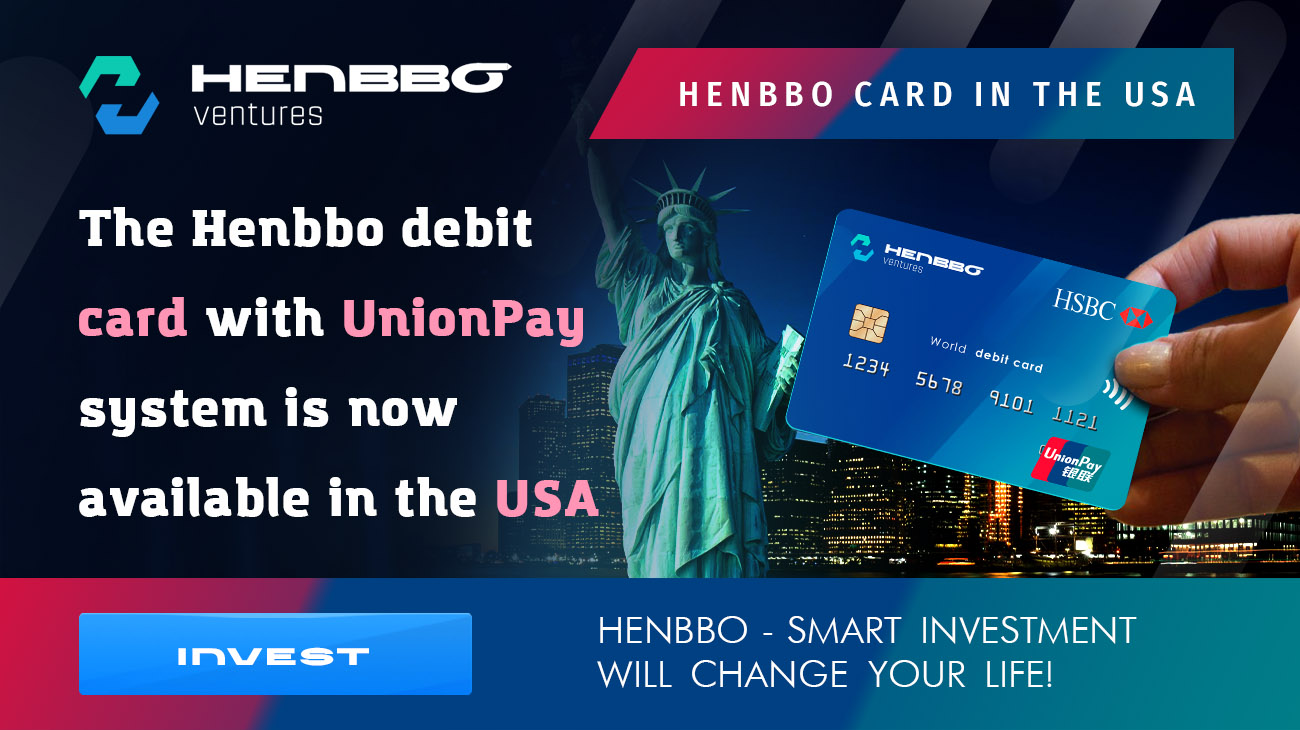 HENBBO
ventures
HENBBO CARD IN THE USA
The Henbbo debit
card with UnionPay
system is now
available in the USA
HENBBO
ventures
HSBC
World debit card
1234 5678 9101 1121
UnionPay
银联
INVEST
HENBBO - SMART INVESTMENT
WILL CHANGE YOUR LIFE!